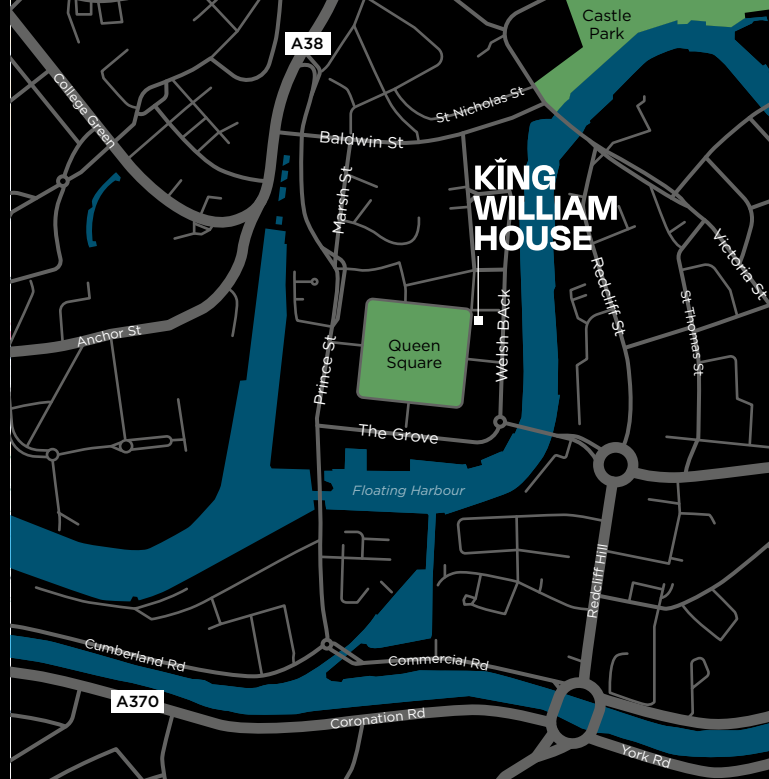 Castle
Park
A38
College Green
St Nicholas St
Baldwin St
KING
WILLIAM
HOUSE
Marsh St
Victoria St
Redcliff St
St Thomas St
Welsh BAck
Anchor St
Queen
Square
Prince St
The Grove
Floating Harbour
Redcliff Hill
Cumberland Rd
Commercial Rd
A370
Coronation Rd
York Rd